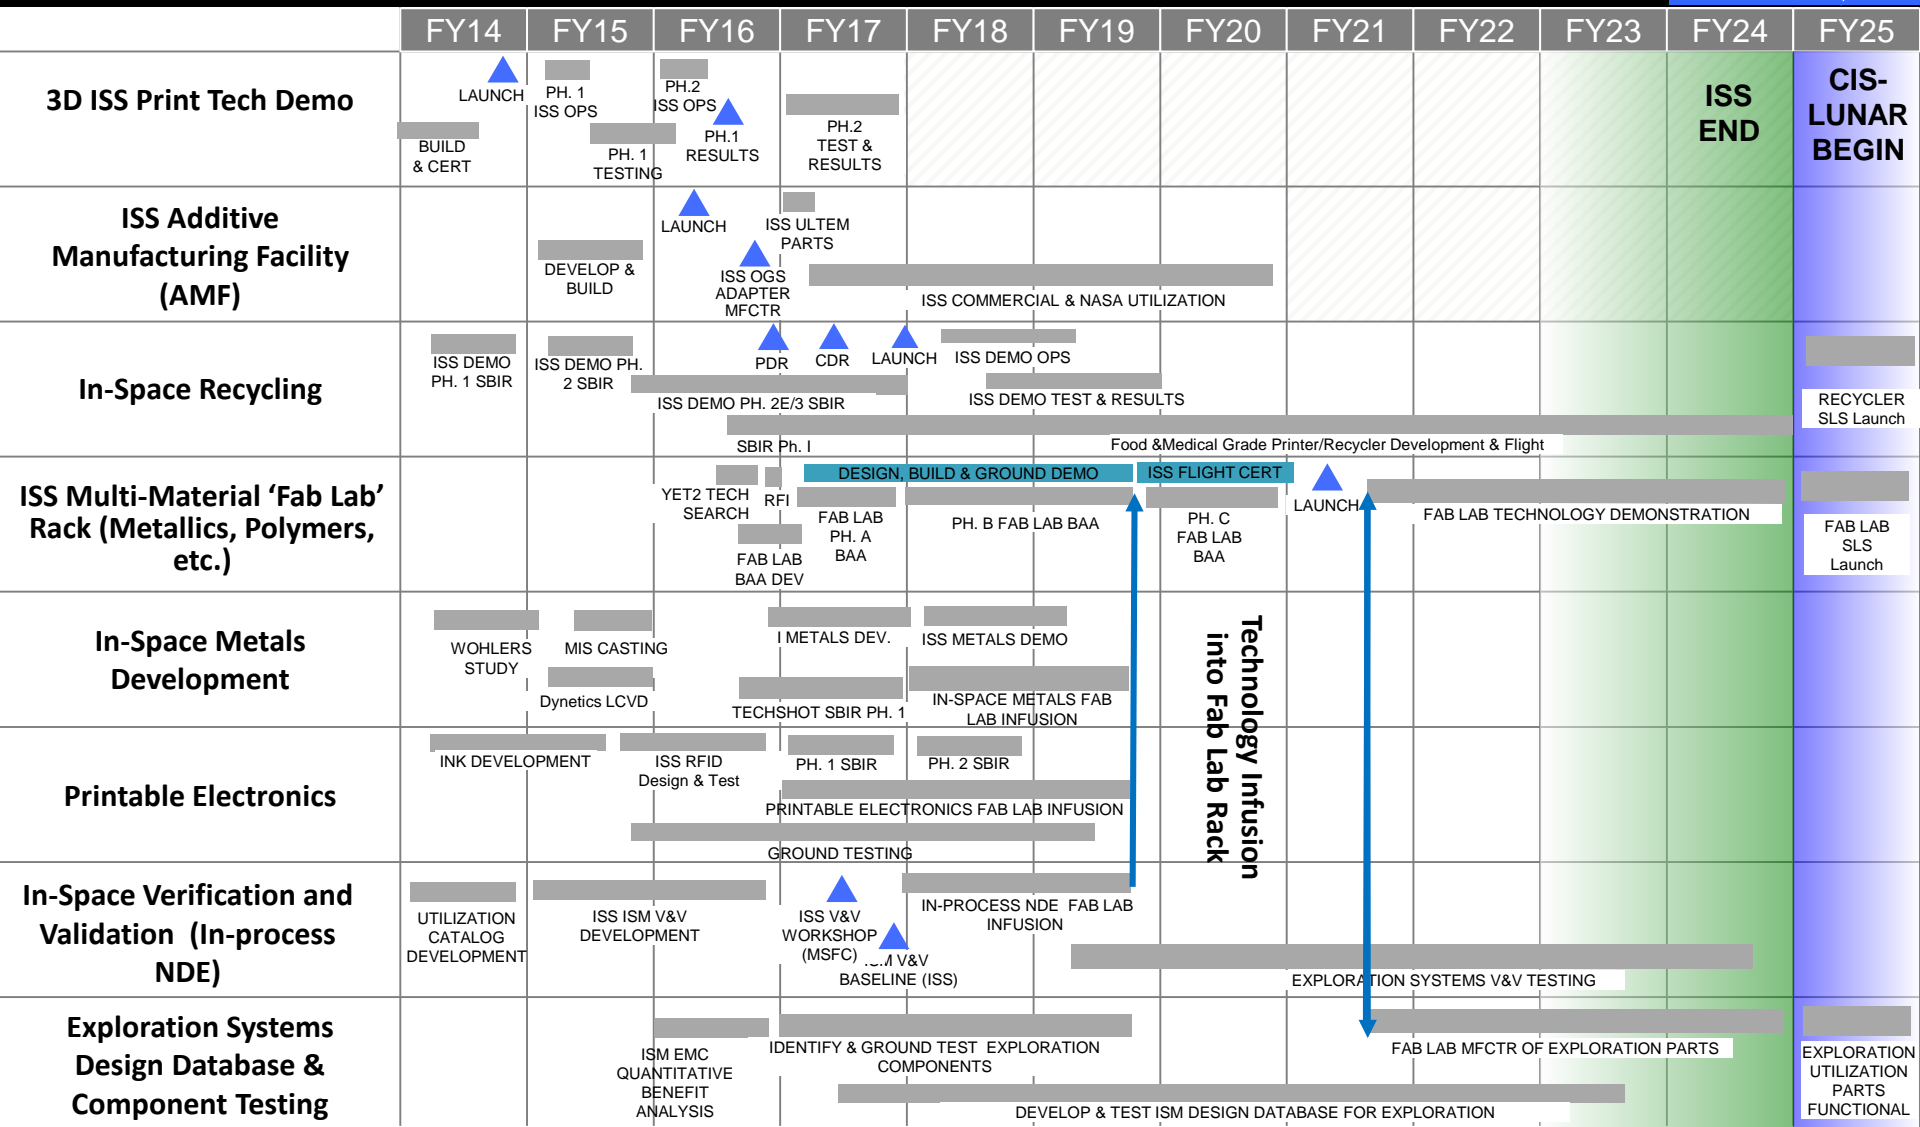 FY14 FY15 FY16 FY17 FY18 FY19 FY20 FY21 FY22 FY23 FY24 FY25
3D ISS Print Tech Demo
LAUNCH
PH. 1
ISS OPS
PH.2
ISS OPS
BUILD
& CERT
PH. 1
TESTING
PH.1
RESULTS
PH.2
TEST &
RESULTS
ISS
END
CIS-
LUNAR
BEGIN
ISS Additive
Manufacturing Facility
(AMF)
LAUNCH
ISS ULTEM
PARTS
DEVELOP &
BUILD
ISS OGS
ADAPTER
MFCTR
ISS COMMERCIAL & NASA UTILIZATION
In-Space Recycling
ISS DEMO
PH. 1 SBIR
ISS DEMO PH.
2 SBIR
PDR
CDR
LAUNCH
ISS DEMO OPS
ISS DEMO PH. 2E/3 SBIR
ISS DEMO TEST & RESULTS
SBIR Ph. I
Food &Medical Grade Printer/Recycler Development & Flight
RECYCLER
SLS Launch
ISS Multi-Material ‘Fab Lab’
Rack (Metallics, Polymers,
etc.)
DESIGN, BUILD & GROUND DEMO
ISS FLIGHT CERT
YET2 TECH
SEARCH
RFI
FAB LAB
BAA DEV
FAB LAB
PH. A
BAA
PH. B FAB LAB BAA
PH. C
FAB LAB
BAA
LAUNCH
FAB LAB TECHNOLOGY DEMONSTRATION
FAB LAB
SLS
Launch
In-Space Metals
Development
WOHLERS
STUDY
MIS CASTING
Dynetics LCVD
I METALS DEV.
ISS METALS DEMO
TECHSHOT SBIR PH. 1
IN-SPACE METALS FAB
LAB INFUSION
Technology Infusion
into Fab Lab Rack
Printable Electronics
INK DEVELOPMENT
ISS RFID
Design & Test
PH. 1 SBIR
PH. 2 SBIR
PRINTABLE ELECTRONICS FAB LAB INFUSION
GROUND TESTING
In-Space Verification and
Validation (In-process
NDE)
UTILIZATION
CATALOG
DEVELOPMENT
ISS ISM V&V
DEVELOPMENT
ISS V&V
WORKSHOP
(MSFC)
ISM V&V
BASELINE (ISS)
IN-PROCESS NDE FAB LAB
INFUSION
EXPLORATION SYSTEMS V&V TESTING
Exploration Systems
Design Database &
Component Testing
ISM EMC
QUANTITATIVE
BENEFIT
ANALYSIS
IDENTIFY & GROUND TEST EXPLORATION
COMPONENTS
FAB LAB MFCTR OF EXPLORATION PARTS
DEVELOP & TEST ISM DESIGN DATABASE FOR EXPLORATION
EXPLORATION
UTILIZATION
PARTS
FUNCTIONAL